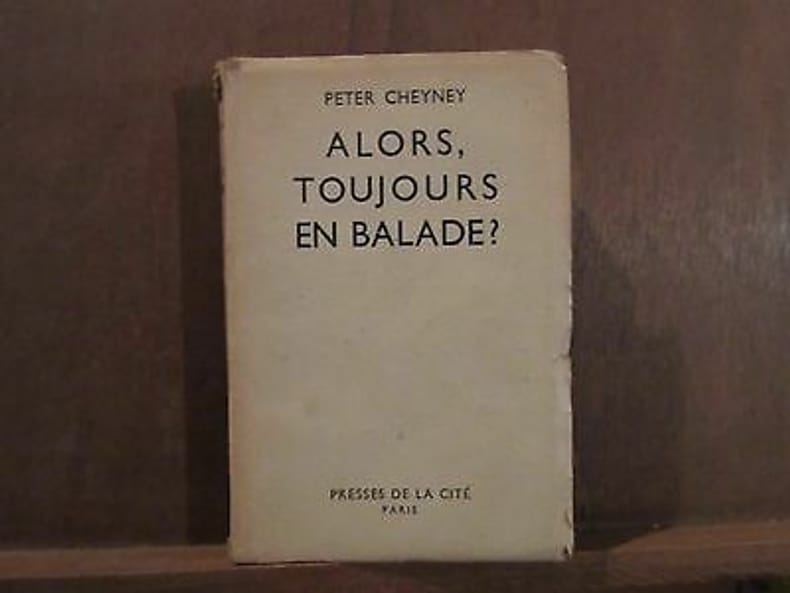 PETER CHEYNEY
ALORS,
TOUJOURS
EN BALADE?
PRESSES DE LA CITÉ
PARIS